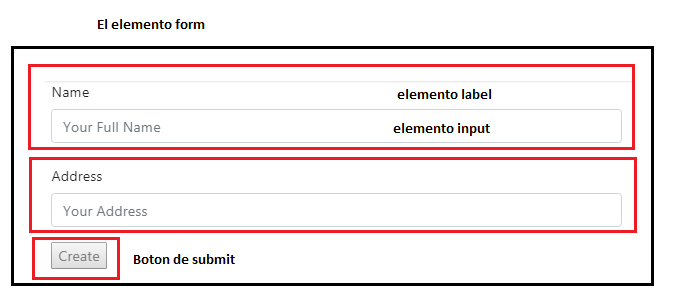 El elemento form
Name
elemento label
Your Full Name
elemento input
Address
Your Address
Create
Boton de submit